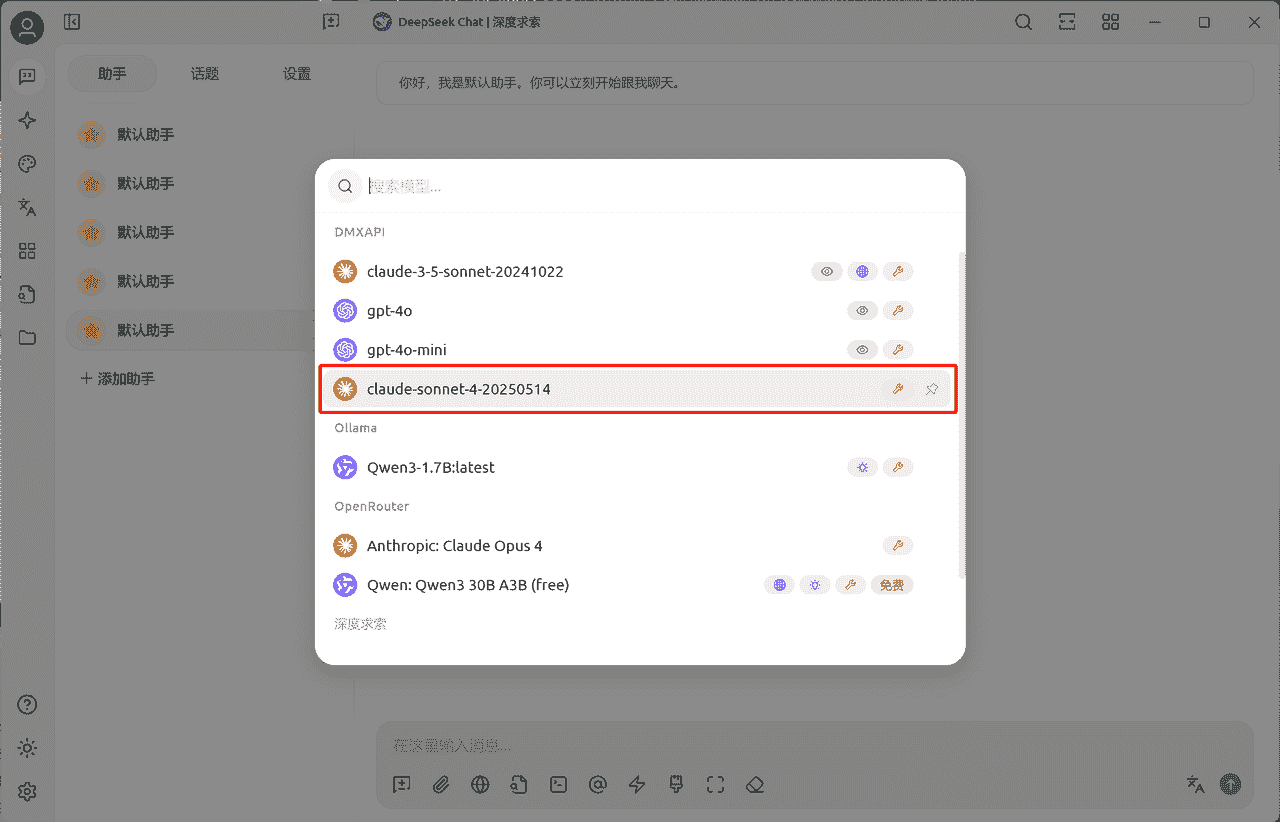 DeepSeek Chat | 深度求索
助手 话题 设置
你好，我是默认助手。你可以立刻开始跟我聊天。
默认助手
默认助手
默认助手
默认助手
默认助手
添加助手
搜索模型...
DMXAPI
claude-3-5-sonnet-20241022
gpt-4o
gpt-4o-mini
claude-sonnet-4-20250514
Ollama
Qwen3-1.7B:latest
OpenRouter
Anthropic: Claude Opus 4
Qwen: Qwen3 30B A3B (free) 免费
深度求索
在这里输入消息...